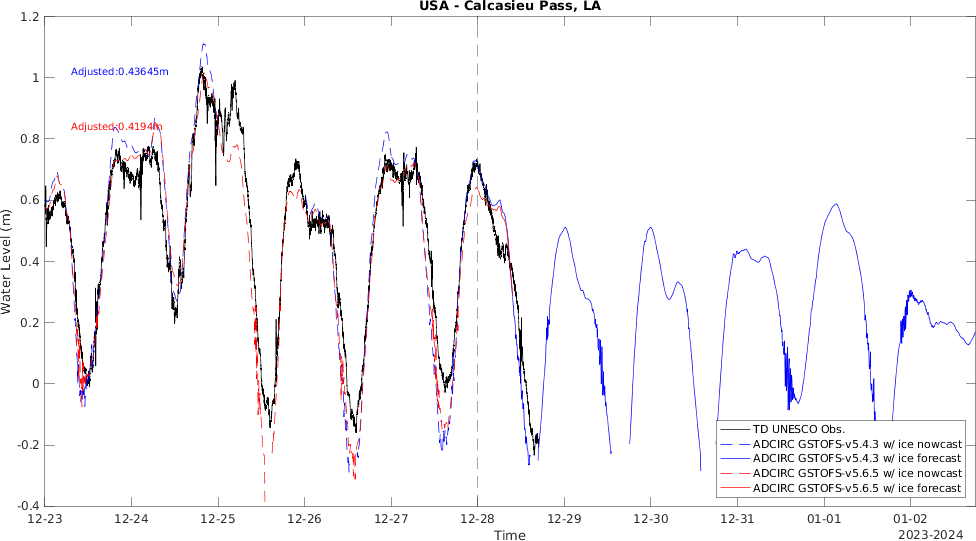 USA - Calcasieu Pass, LA
1.2
1
0.8
0.6
0.4
0.2
0
-0.2
-0.4
Water Level (m)
Adjusted:0.43645m
Adjusted:0.4194m
TD UNESCO Obs.
ADCIRC GSTOFS-v5.4.3 w/ ice nowcast
ADCIRC GSTOFS-v5.4.3 w/ ice forecast
ADCIRC GSTOFS-v5.6.5 w/ ice nowcast
ADCIRC GSTOFS-v5.6.5 w/ ice forecast
12-23 12-24 12-25 12-26 12-27 12-28 12-29 12-30 12-31 01-01 01-02
Time
2023-2024